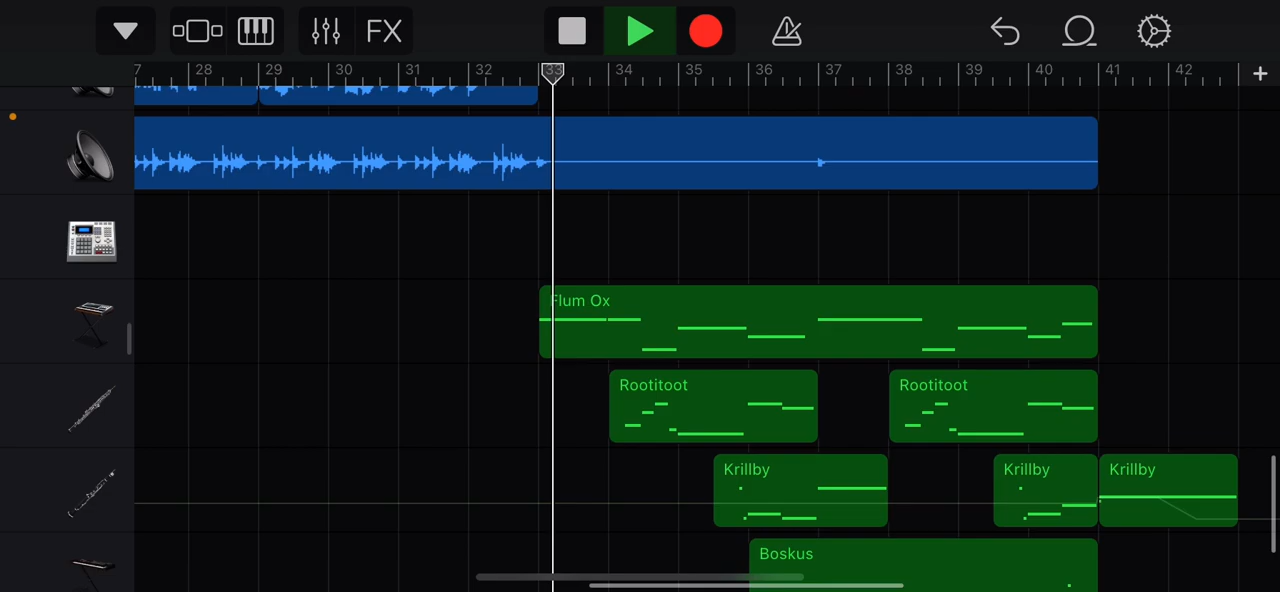 FX
7 28 29 30 31 32 33 34 35 36 37 38 39 40 41 42 +
Flum Ox
Rootitoot Rootitoot
Krillby Krillby Krillby
Boskus